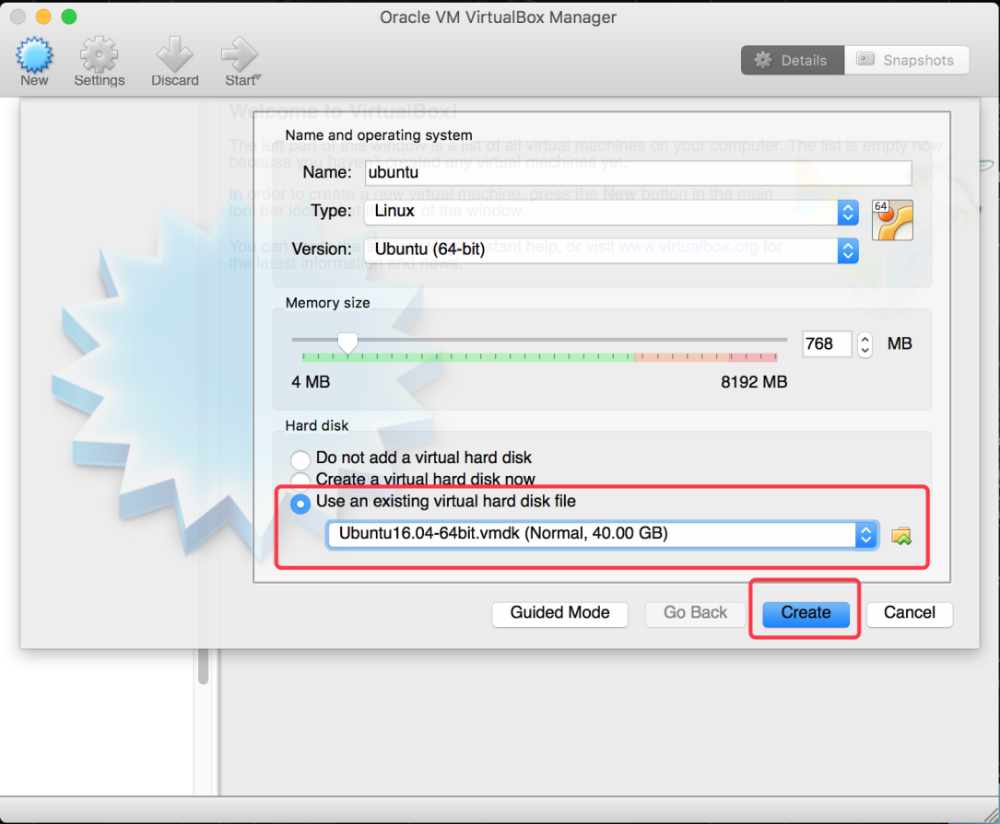 Oracle VM VirtualBox Manager
New
Settings
Discard
Start
Details
Snapshots
Welcome to VirtualBox!
The left part of this window is a list of all virtual machines on your computer. The list is empty now
because you haven't created any virtual machines yet.
In order to create a new virtual machine, press the New button in the main
tool bar located at the top of the window.
You can instant help, or visit www.virtualbox.org for
the latest information and news.
Name and operating system
Name: ubuntu
Type: Linux
64
Version: Ubuntu (64-bit)
Memory size
768 MB
4 MB 8192 MB
Hard disk
Do not add a virtual hard disk
Create a virtual hard disk now
Use an existing virtual hard disk file
Ubuntu16.04-64bit.vmdk (Normal, 40.00 GB)
Guided Mode
Go Back
Create
Cancel